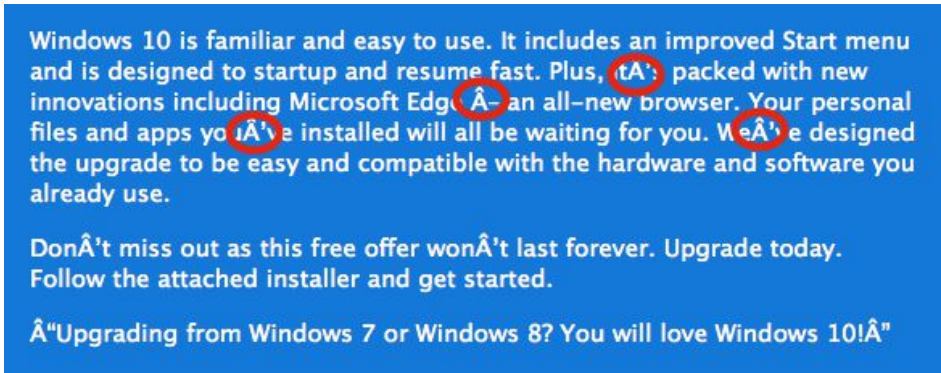 Windows 10 is familiar and easy to use. It includes an improved Start menu
and is designed to startup and resume fast. Plus, itÂ’s packed with new
innovations including Microsoft Edge Â– an all-new browser. Your personal
files and apps youÂ’ve installed will all be waiting for you. WeÂ’ve designed
the upgrade to be easy and compatible with the hardware and software you
already use.
DonÂ’t miss out as this free offer wonÂ’t last forever. Upgrade today.
Follow the attached installer and get started.
Â“Upgrading from Windows 7 or Windows 8? You will love Windows 10!Â”